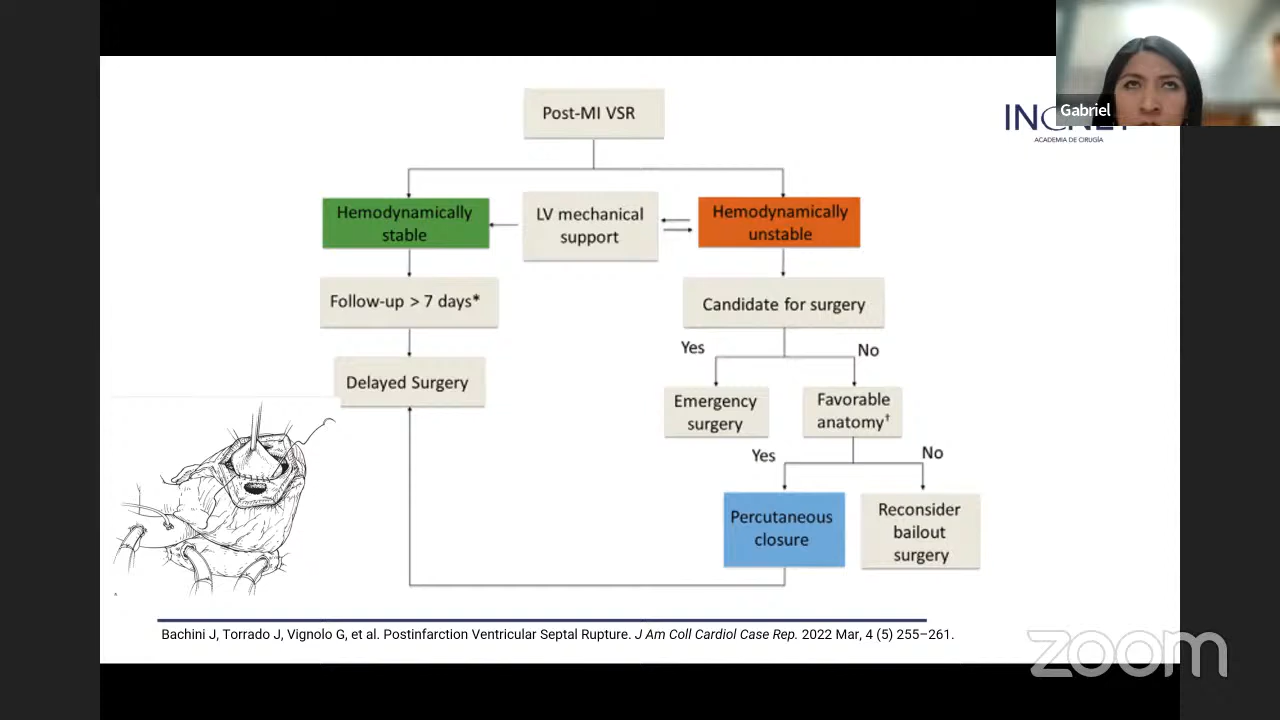 Gabriel
ACADEMIA DE CIRUGÍA
Post-MI VSR
Hemodynamically
stable
LV mechanical
support
Hemodynamically
unstable
Follow-up > 7 days*
Candidate for surgery
Yes
No
Delayed Surgery
Emergency
surgery
Favorable
anatomy†
Yes
No
Percutaneous
closure
Reconsider
bailout
surgery
Bachini J, Torrado J, Vignolo G, et al. Postinfarction Ventricular Septal Rupture. J Am Coll Cardiol Case Rep. 2022 Mar, 4 (5) 255–261.
zoom